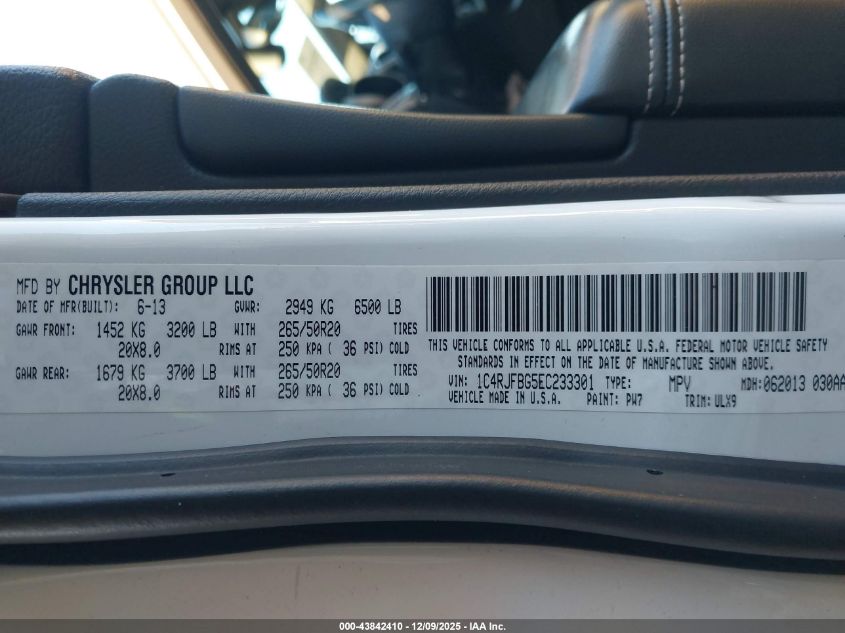 MFD BY CHRYSLER GROUP LLC
DATE OF MFR(BUILT): 6-13 GVWR: 2949 KG 6500 LB
GAWR FRONT: 1452 KG 3200 LB WITH 265/50R20 TIRES
20X8.0 RIMS AT 250 KPA ( 36 PSI) COLD
GAWR REAR: 1679 KG 3700 LB WITH 265/50R20 TIRES
20X8.0 RIMS AT 250 KPA ( 36 PSI) COLD
THIS VEHICLE CONFORMS TO ALL APPLICABLE U.S.A. FEDERAL MOTOR VEHICLE SAFETY
STANDARDS IN EFFECT ON THE DATE OF MANUFACTURE SHOWN ABOVE.
VIN: 1C4RJFBG5EC233301 TYPE: MPV MDH: 062013 030AA
VEHICLE MADE IN U.S.A. PAINT: PW7 TRIM: ULX9
000-43842410 - 12/09/2025 - IAA Inc.